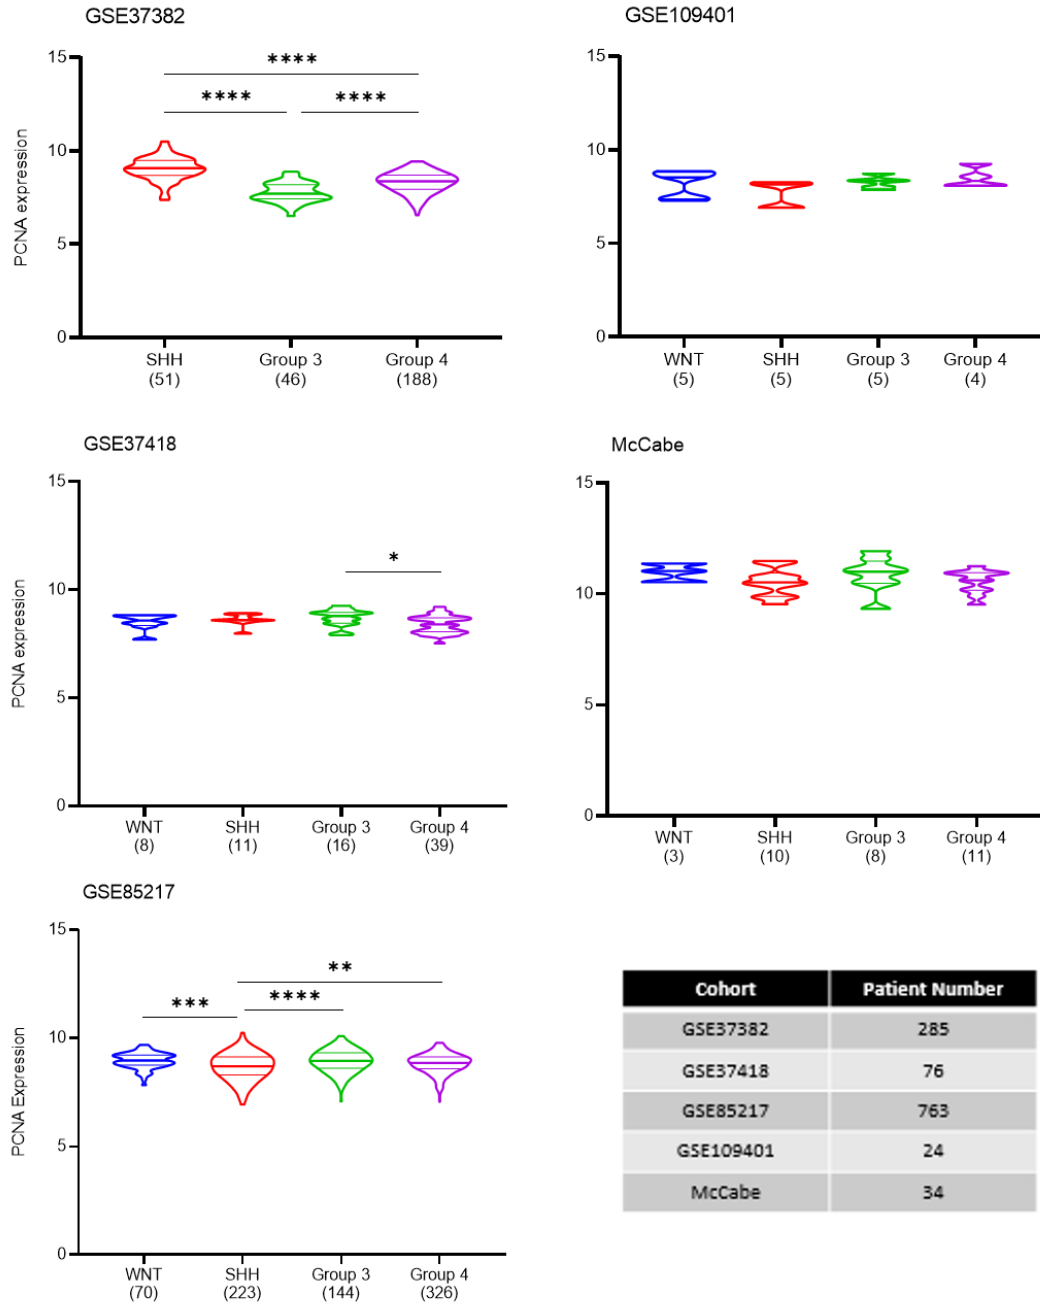 GSE37382
15
10
5
0
PCNA expression
****
****
****
SHH
(51)
Group 3
(46)
Group 4
(188)
GSE109401
15
10
5
0
WNT
(5)
SHH
(5)
Group 3
(5)
Group 4
(4)
GSE37418
15
10
5
0
PCNA expression
*
WNT
(8)
SHH
(11)
Group 3
(16)
Group 4
(39)
McCabe
15
10
5
0
WNT
(3)
SHH
(10)
Group 3
(8)
Group 4
(11)
GSE85217
15
10
5
0
PCNA Expression
**
***
****
WNT
(70)
SHH
(223)
Group 3
(144)
Group 4
(326)
Cohort Patient Number
GSE37382 285
GSE37418 76
GSE85217 763
GSE109401 24
McCabe 34